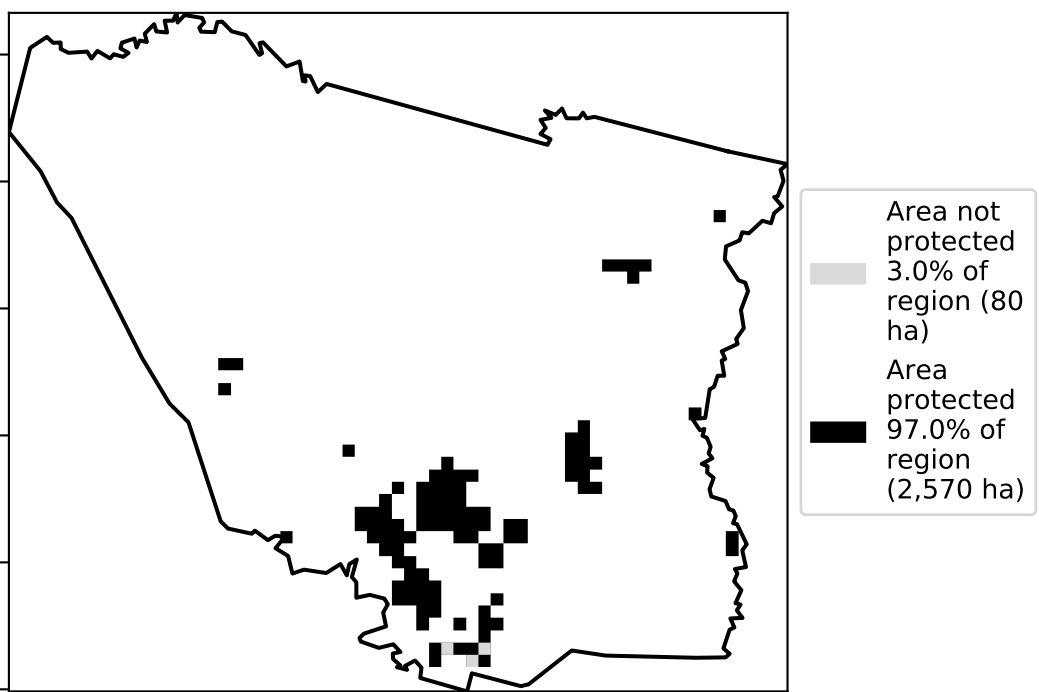 Area not
protected
3.0% of
region (80
ha)
Area
protected
97.0% of
region
(2,570 ha)